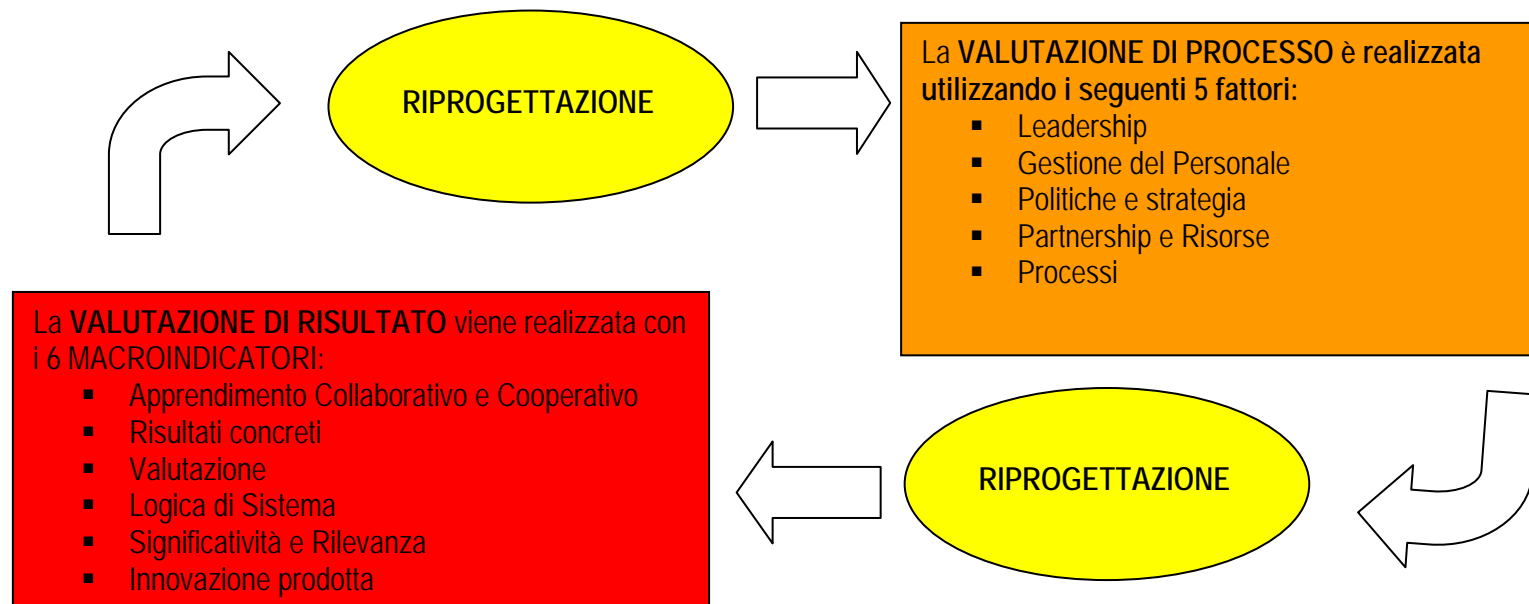 RIPROGETTAZIONE
La VALUTAZIONE DI PROCESSO è realizzata
utilizzando i seguenti 5 fattori:
▪ Leadership
▪ Gestione del Personale
▪ Politiche e strategia
▪ Partnership e Risorse
▪ Processi
La VALUTAZIONE DI RISULTATO viene realizzata con
i 6 MACROINDICATORI:
▪ Apprendimento Collaborativo e Cooperativo
▪ Risultati concreti
▪ Valutazione
▪ Logica di Sistema
▪ Significatività e Rilevanza
▪ Innovazione prodotta
RIPROGETTAZIONE